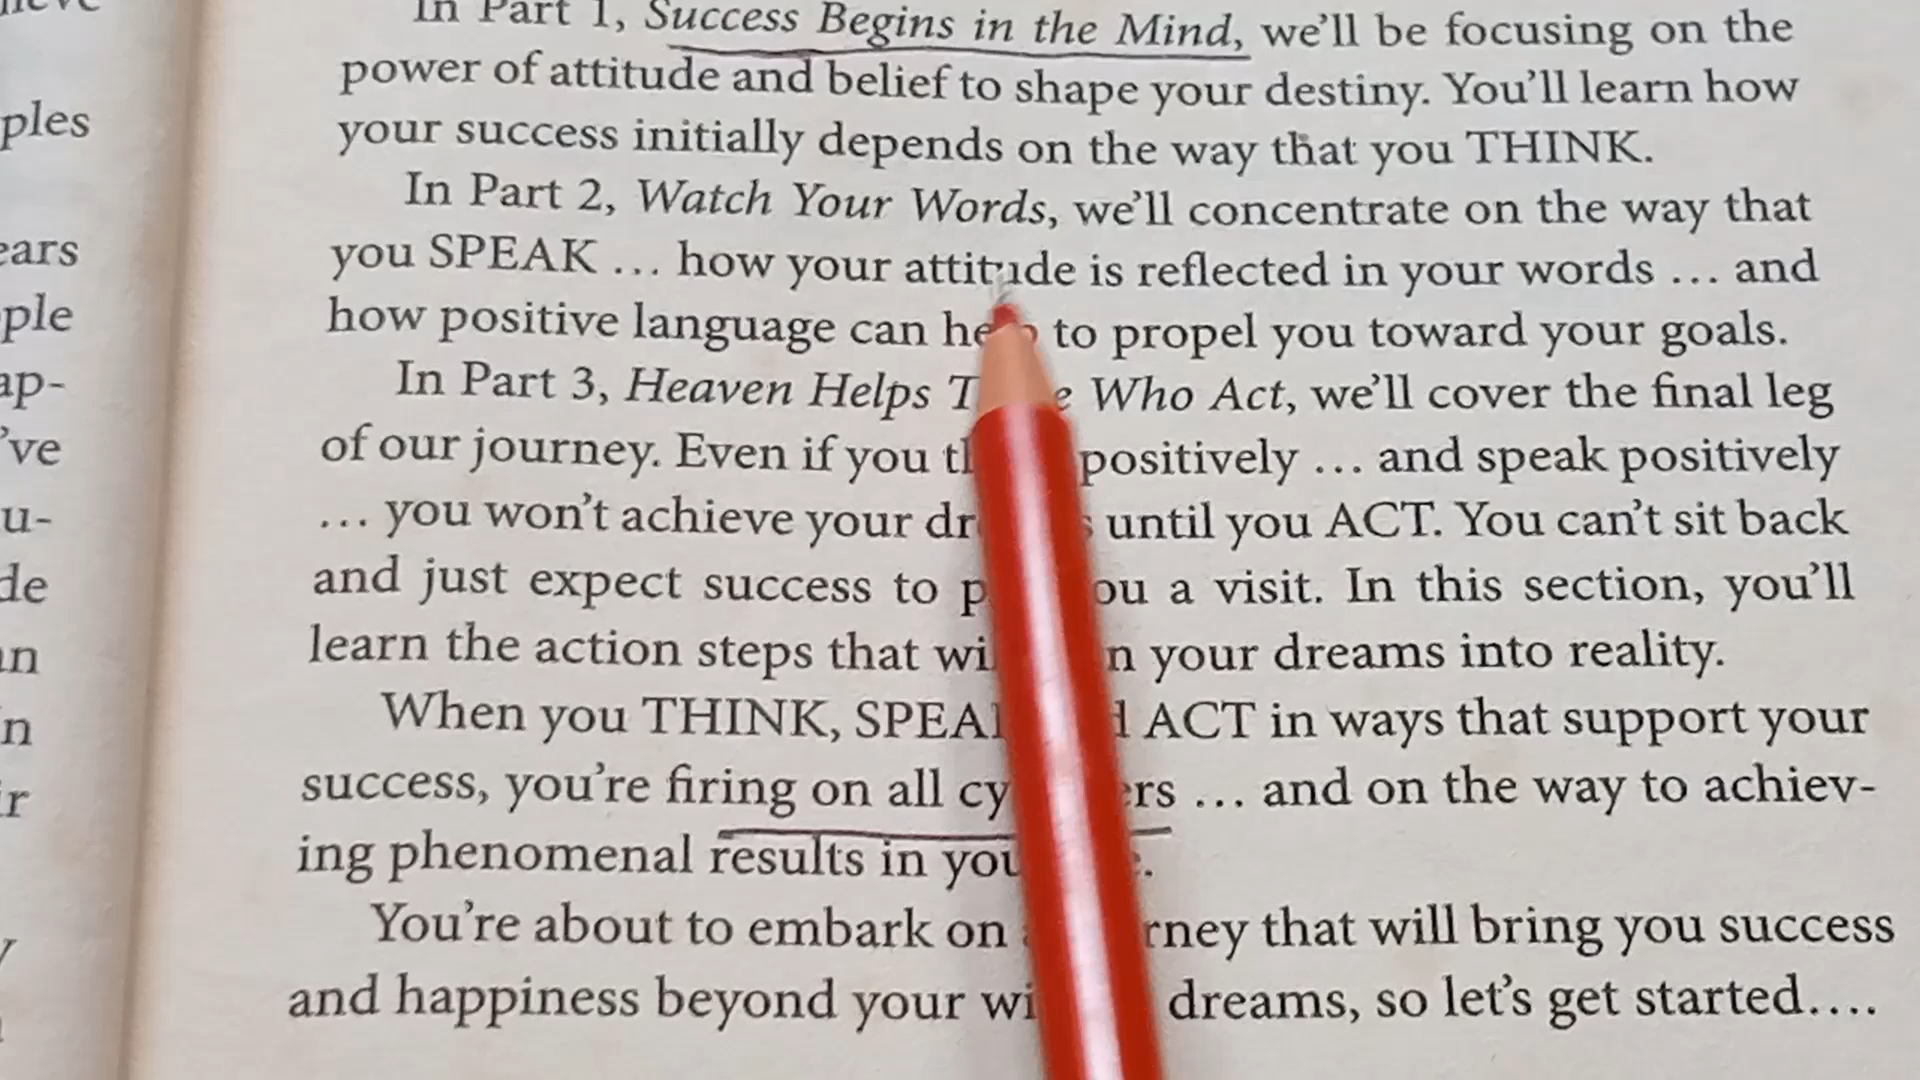 ples
ears
ple
ap-
've
u-
de
an
n
r
In Part 1, Success Begins in the Mind, we'll be focusing on the
power of attitude and belief to shape your destiny. You'll learn how
your success initially depends on the way that you THINK.
In Part 2, Watch Your Words, we'll concentrate on the way that
you SPEAK … how your attitude is reflected in your words … and
how positive language can to propel you toward your goals.
In Part 3, Heaven Helps Who Act, we'll cover the final leg
of our journey. Even if you positively … and speak positively
… you won't achieve your until you ACT. You can't sit back
and just expect success to a visit. In this section, you'll
learn the action steps that your dreams into reality.
When you THINK, SPEAK ACT in ways that support your
success, you're firing on all … and on the way to achiev-
ing phenomenal results in
You're about to embark on that will bring you success
and happiness beyond your dreams, so let's get started….